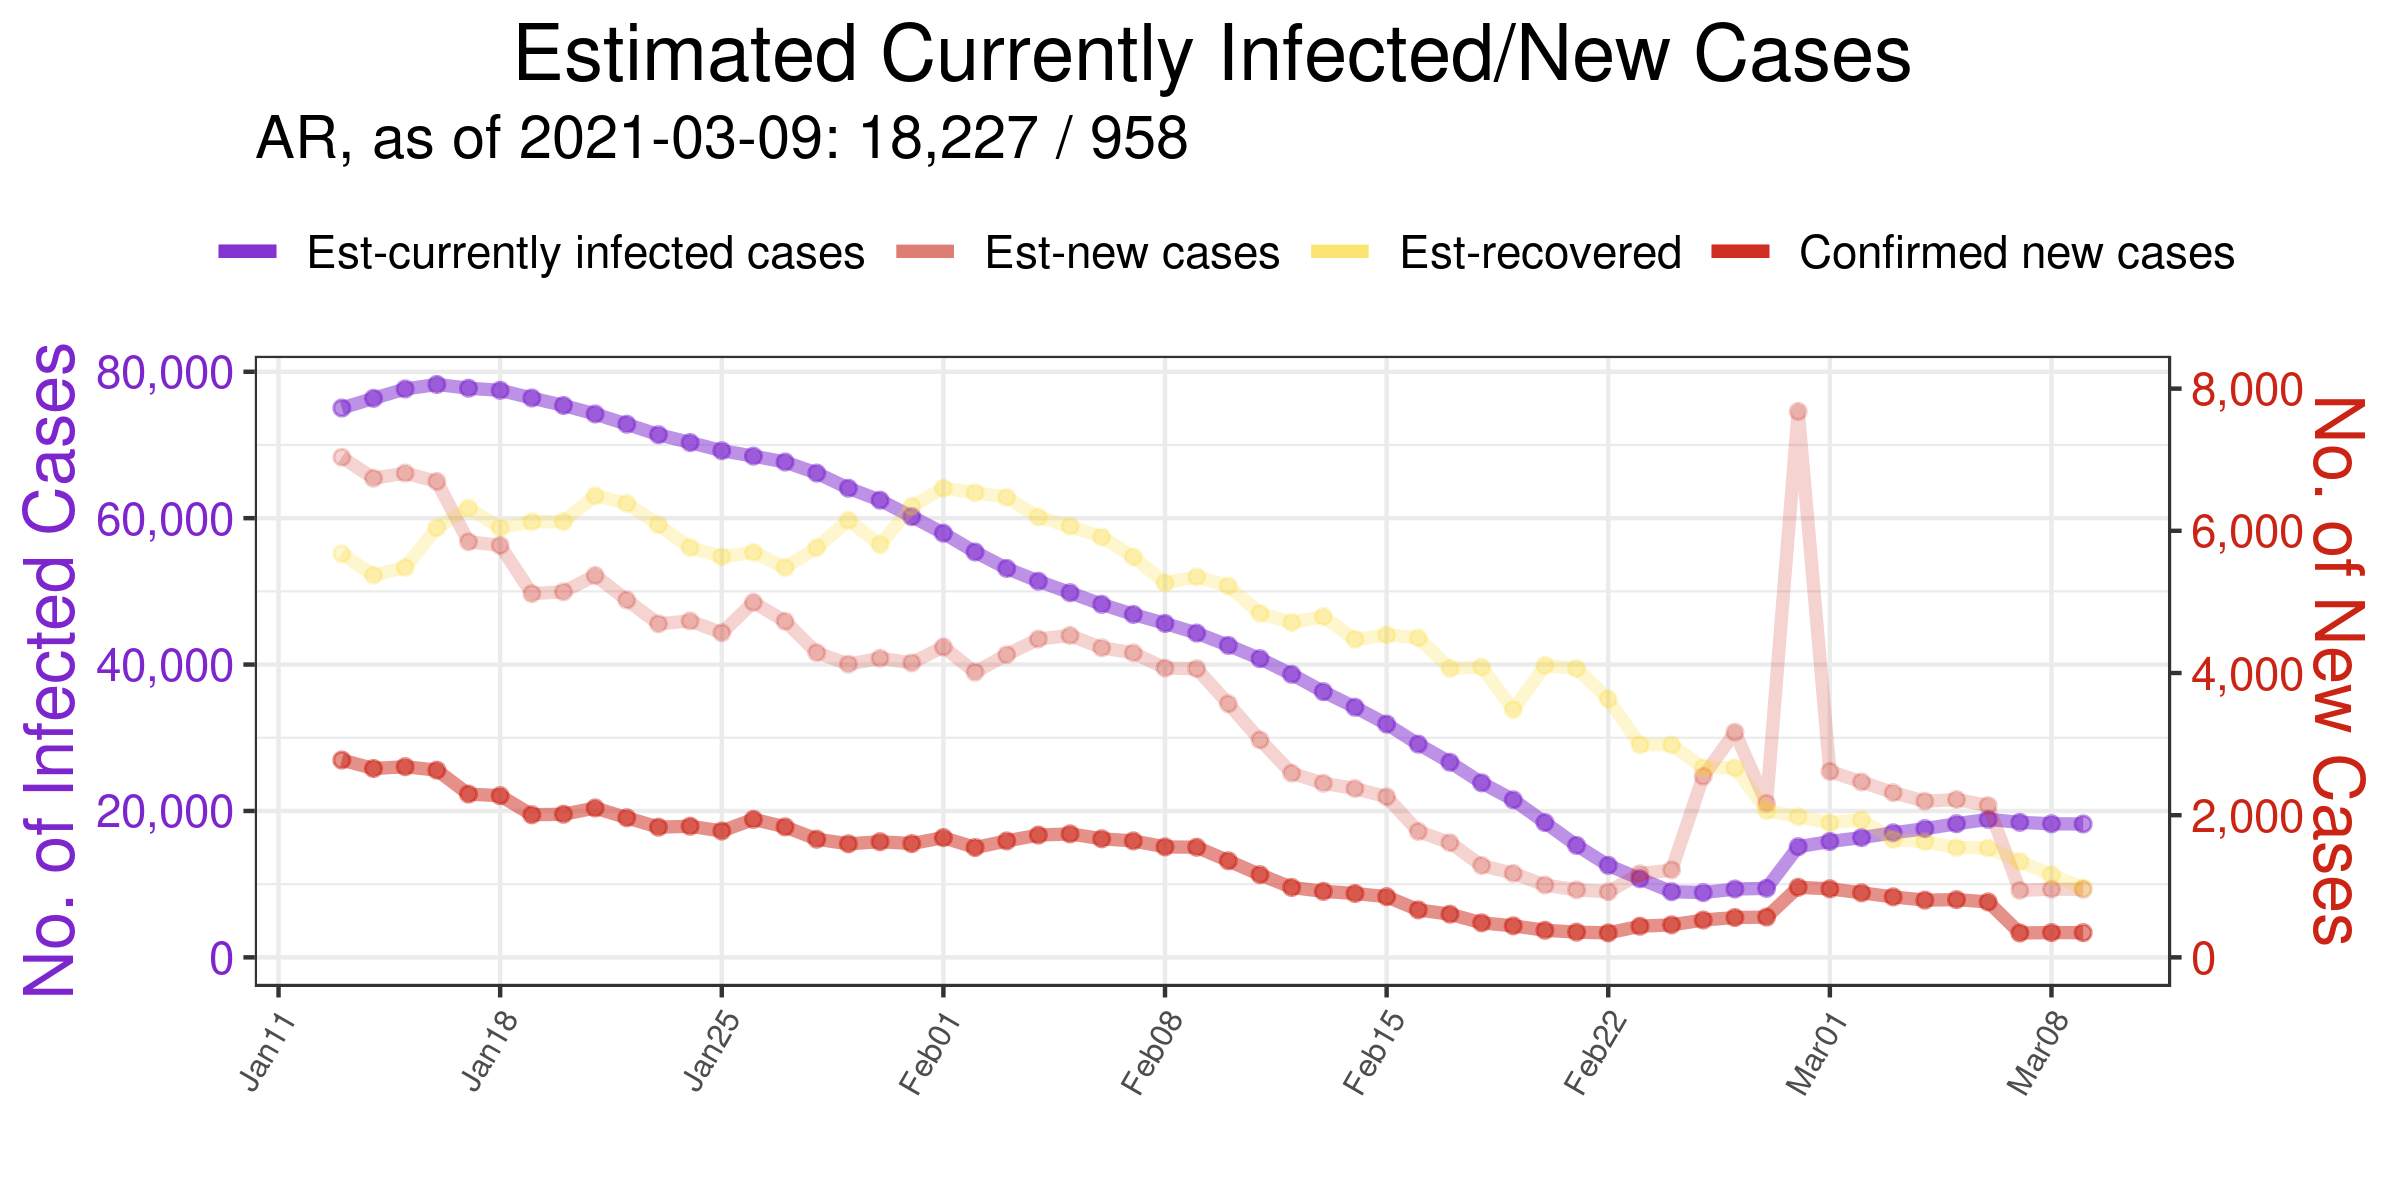 Estimated Currently Infected/New Cases
AR, as of 2021-03-09: 18,227 / 958
Est-currently infected cases Est-new cases Est-recovered Confirmed new cases
No. of Infected Cases
80,000
60,000
40,000
20,000
0
8,000
6,000
4,000
2,000
0
No. of New Cases
Jan11 Jan18 Jan25 Feb01 Feb08 Feb15 Feb22 Mar01 Mar08